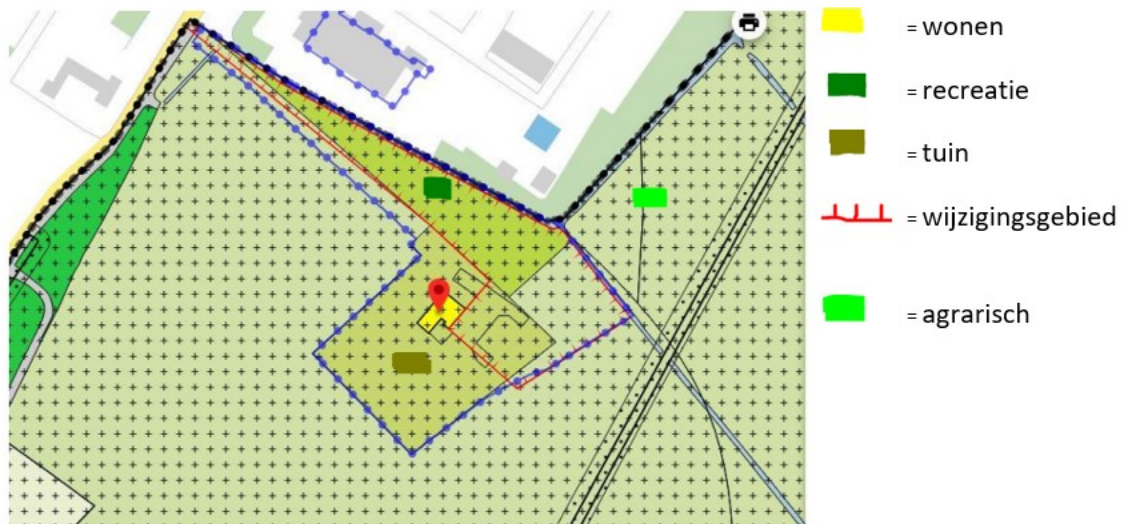 = wonen
= recreatie
= tuin
= wijzigingsgebied
= agrarisch